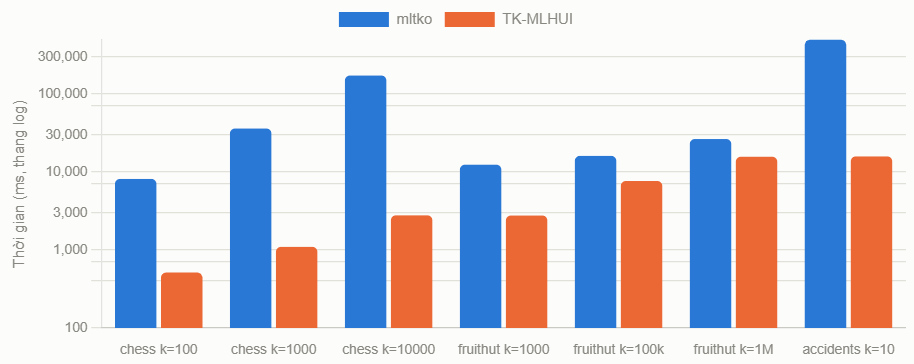 mltko TK-MLHUI
Thời gian (ms, thang log)
300,000
100,000
30,000
10,000
3,000
1,000
100
chess k=100 chess k=1000 chess k=10000 fruithut k=1000 fruithut k=100k fruithut k=1M accidents k=10